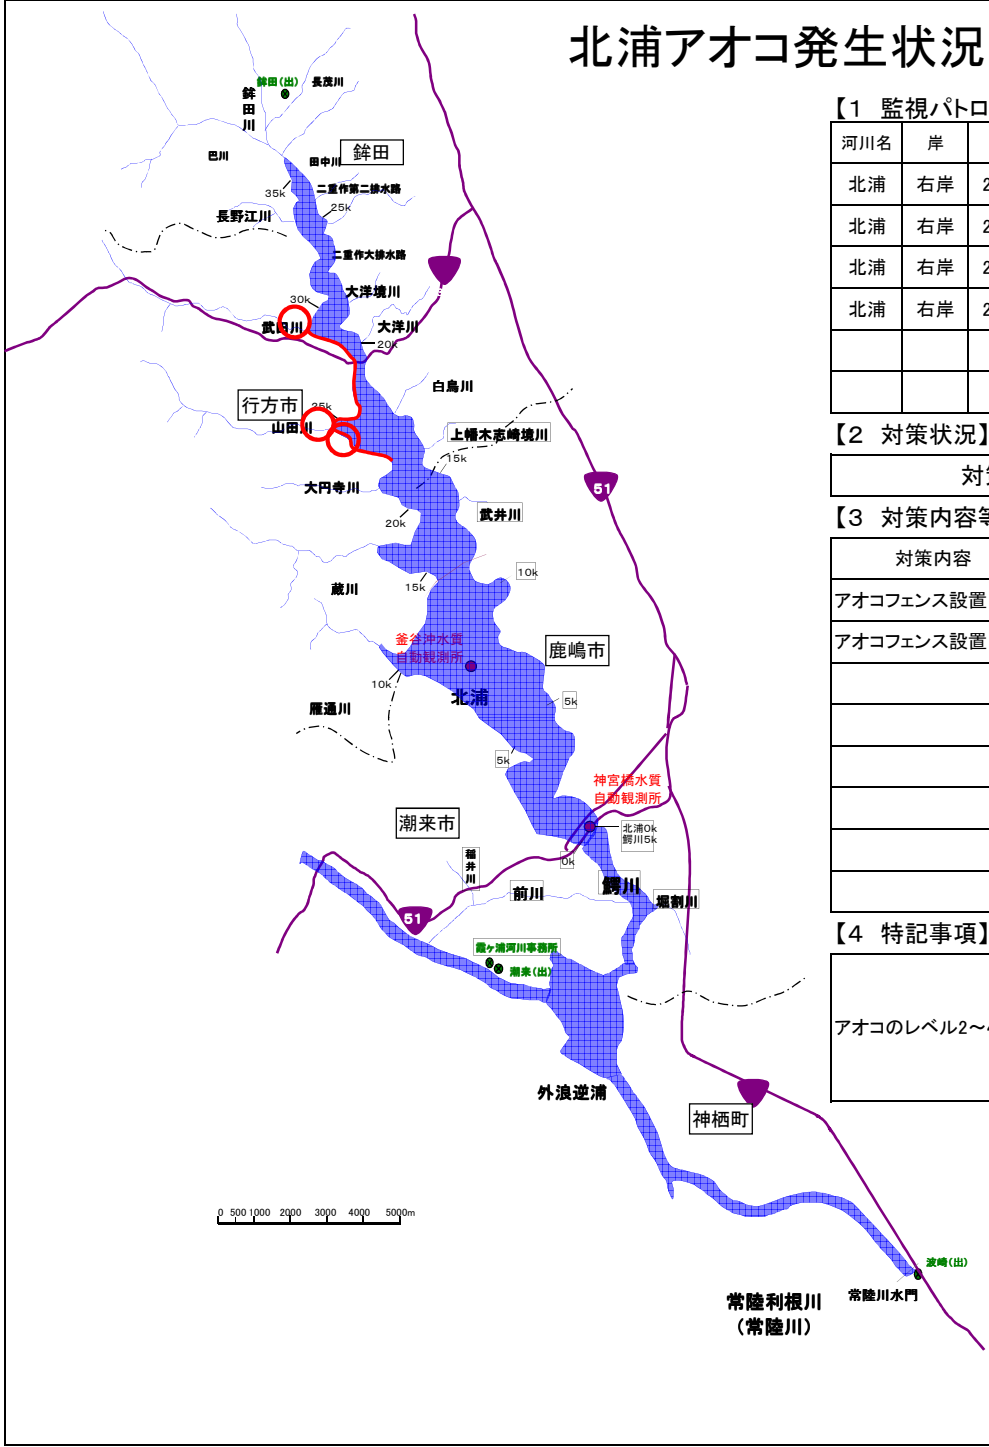 北浦アオコ発生状況
【1 監視パトロ
河川名 岸
北浦 右岸 2
北浦 右岸 2
北浦 右岸 2
北浦 右岸 2
【2 対策状況】
対
【3 対策内容等
対策内容
アオコフェンス設置
アオコフェンス設置
【4 特記事項】
アオコのレベル2～
鉾田(出)
長茂川
鉾田川
巴川
田中川
鉾田
35k
二重作第二排水路
25k
長野江川
二重作大排水路
大洋境川
30k
武田川
大洋川
20k
白鳥川
行方市
25k
山田川
上幡木志崎境川
15k
大円寺川
51
武井川
20k
10k
15k
蔵川
釜谷沖水質
自動観測所
鹿嶋市
10k
北浦
5k
雁通川
5k
神宮橋水質
自動観測所
潮来市
北浦0k
鰐川5k
0k
稲井川
前川
鰐川
堀割川
51
霞ヶ浦河川事務所
潮来(出)
外浪逆浦
神栖町
0 500 1000 2000 3000 4000 5000m
波崎(出)
常陸川水門
常陸利根川
(常陸川)